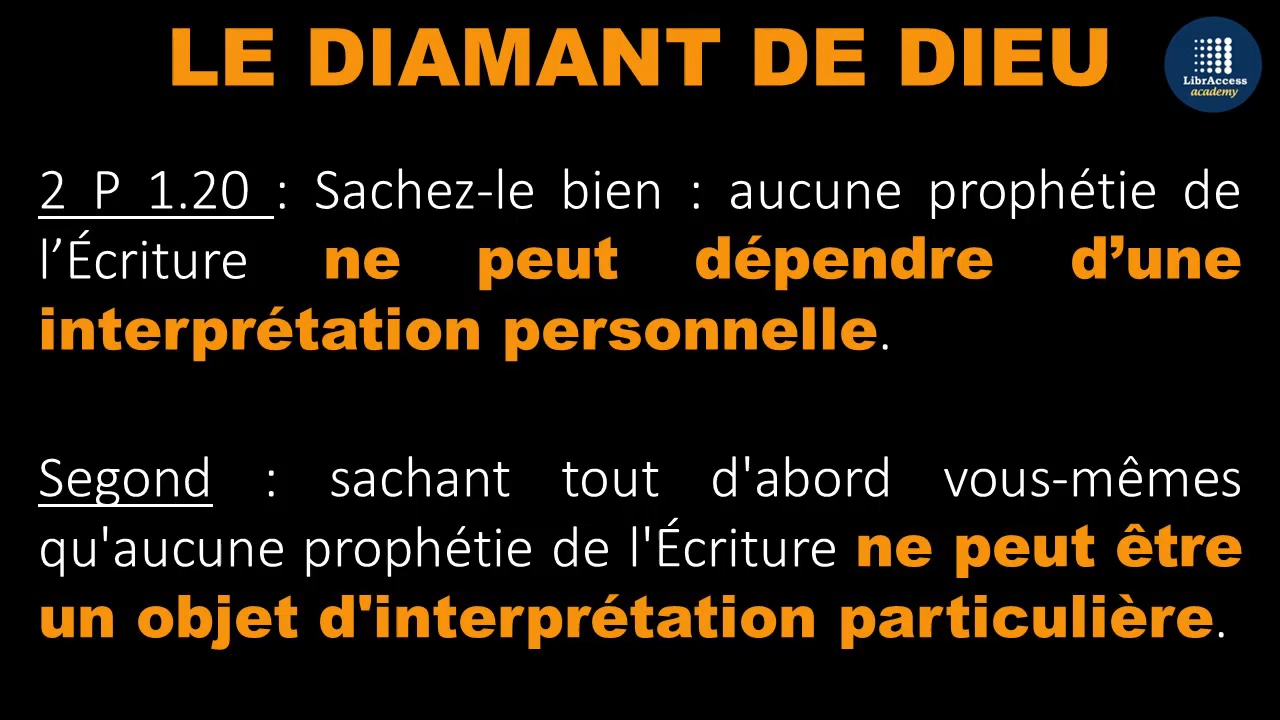 LE DIAMANT DE DIEU
LibrAccess
academy
2 P 1.20 : Sachez-le bien : aucune prophétie de
l’Écriture ne peut dépendre d’une
interprétation personnelle.
Segond : sachant tout d'abord vous-mêmes
qu'aucune prophétie de l'Écriture ne peut être
un objet d'interprétation particulière.